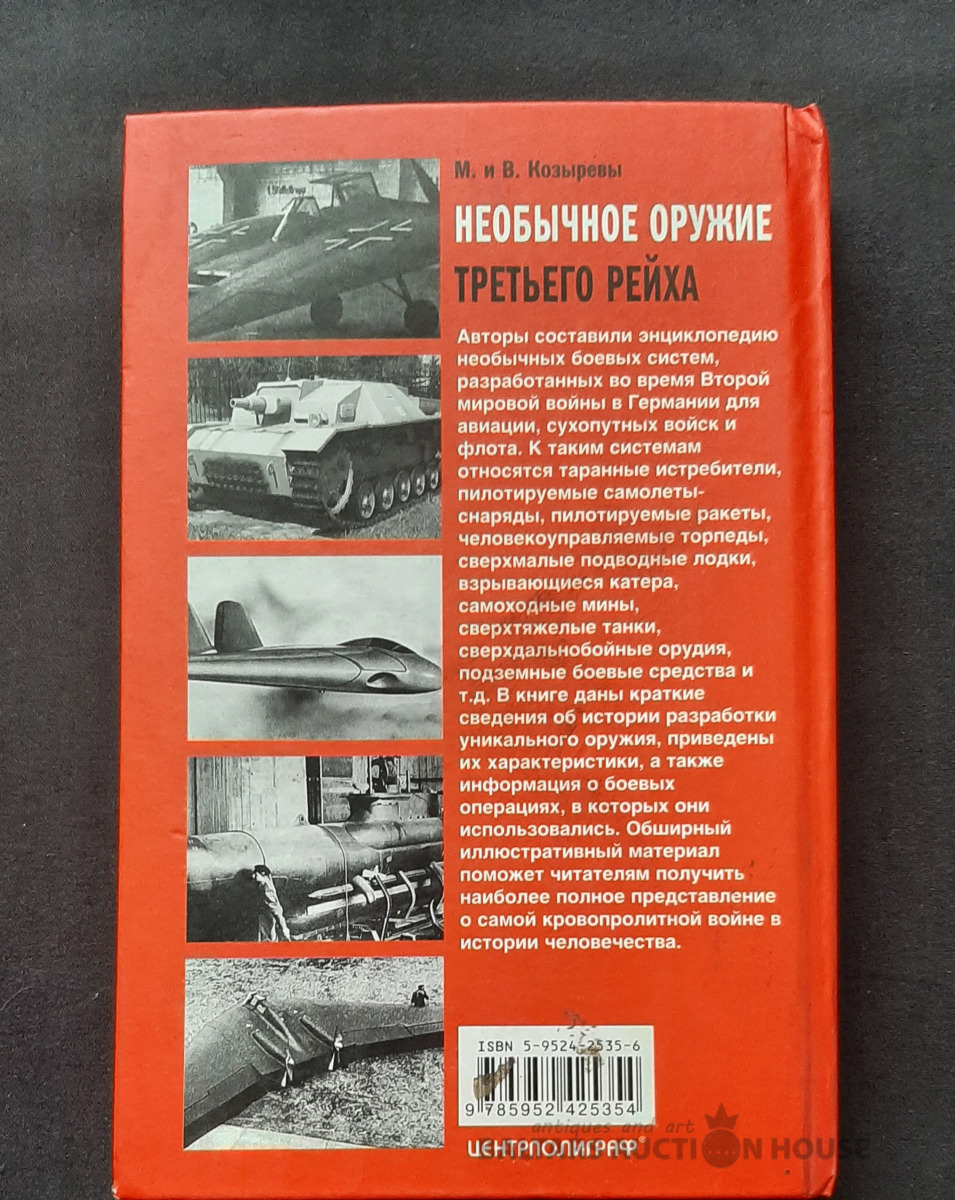 М. и В. Козыревы
НЕОБЫЧНОЕ ОРУЖИЕ
ТРЕТЬЕГО РЕЙХА
Авторы составили энциклопедию
необычных боевых систем,
разработанных во время Второй
мировой войны в Германии для
авиации, сухопутных войск и
флота. К таким системам
относятся таранные истребители,
пилотируемые самолеты-
снаряды, пилотируемые ракеты,
человекоуправляемые торпеды,
сверхмалые подводные лодки,
взрывающиеся катера,
самоходные мины,
сверхтяжелые танки,
сверхдальнобойные орудия,
подземные боевые средства и
т.д. В книге даны краткие
сведения об истории разработки
уникального оружия, приведены
их характеристики, а также
информация о боевых
операциях, в которых они
использовались. Обширный
иллюстративный материал
поможет читателям получить
наиболее полное представление
о самой кровопролитной войне в
истории человечества.
ISBN 5-9524-2535-6
9 785952 425354
ЦЕНТРПОЛИГРАФ
antiques and art
AUCTION HOUSE